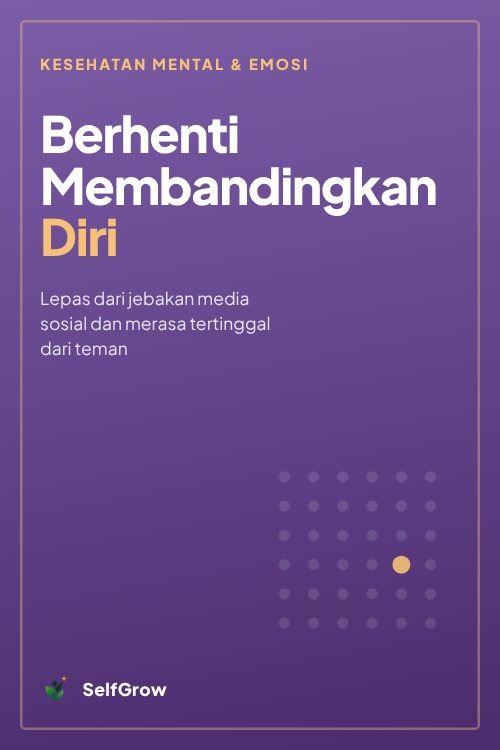 KESEHATAN MENTAL & EMOSI
Berhenti
Membandingkan
Diri
Lepas dari jebakan media
sosial dan merasa tertinggal
dari teman
SelfGrow